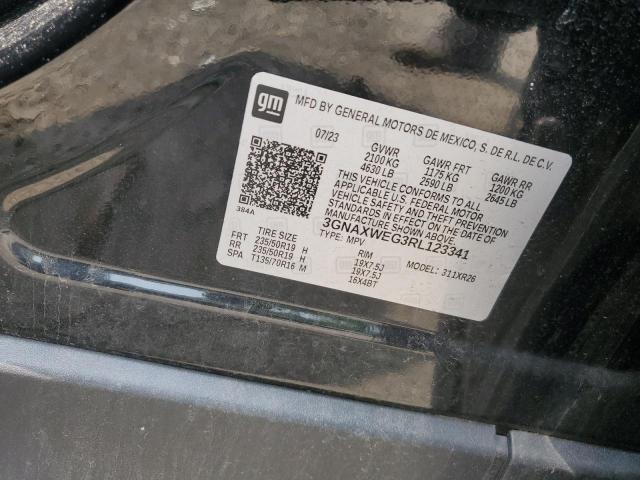 gm MFD BY GENERAL MOTORS DE MEXICO, S. DE R.L. DE C.V.
07/23 GVWR GAWR FRT GAWR RR
2100 KG 1175 KG 1200 KG
4630 LB 2590 LB 2645 LB
THIS VEHICLE CONFORMS TO ALL
APPLICABLE U.S. FEDERAL MOTOR
VEHICLE SAFETY AND THEFT PREVENTION
STANDARDS IN EFFECT ON THE DATE OF
MANUFACTURE SHOWN ABOVE.
384A
3GNAXWEG3RL123341
TYPE: MPV MODEL: 311XR26
TIRE SIZE RIM
FRT 235/50R19 H 19X7.5J
RR 235/50R19 H 19X7.5J
SPA T135/70R16 M 16X4BT